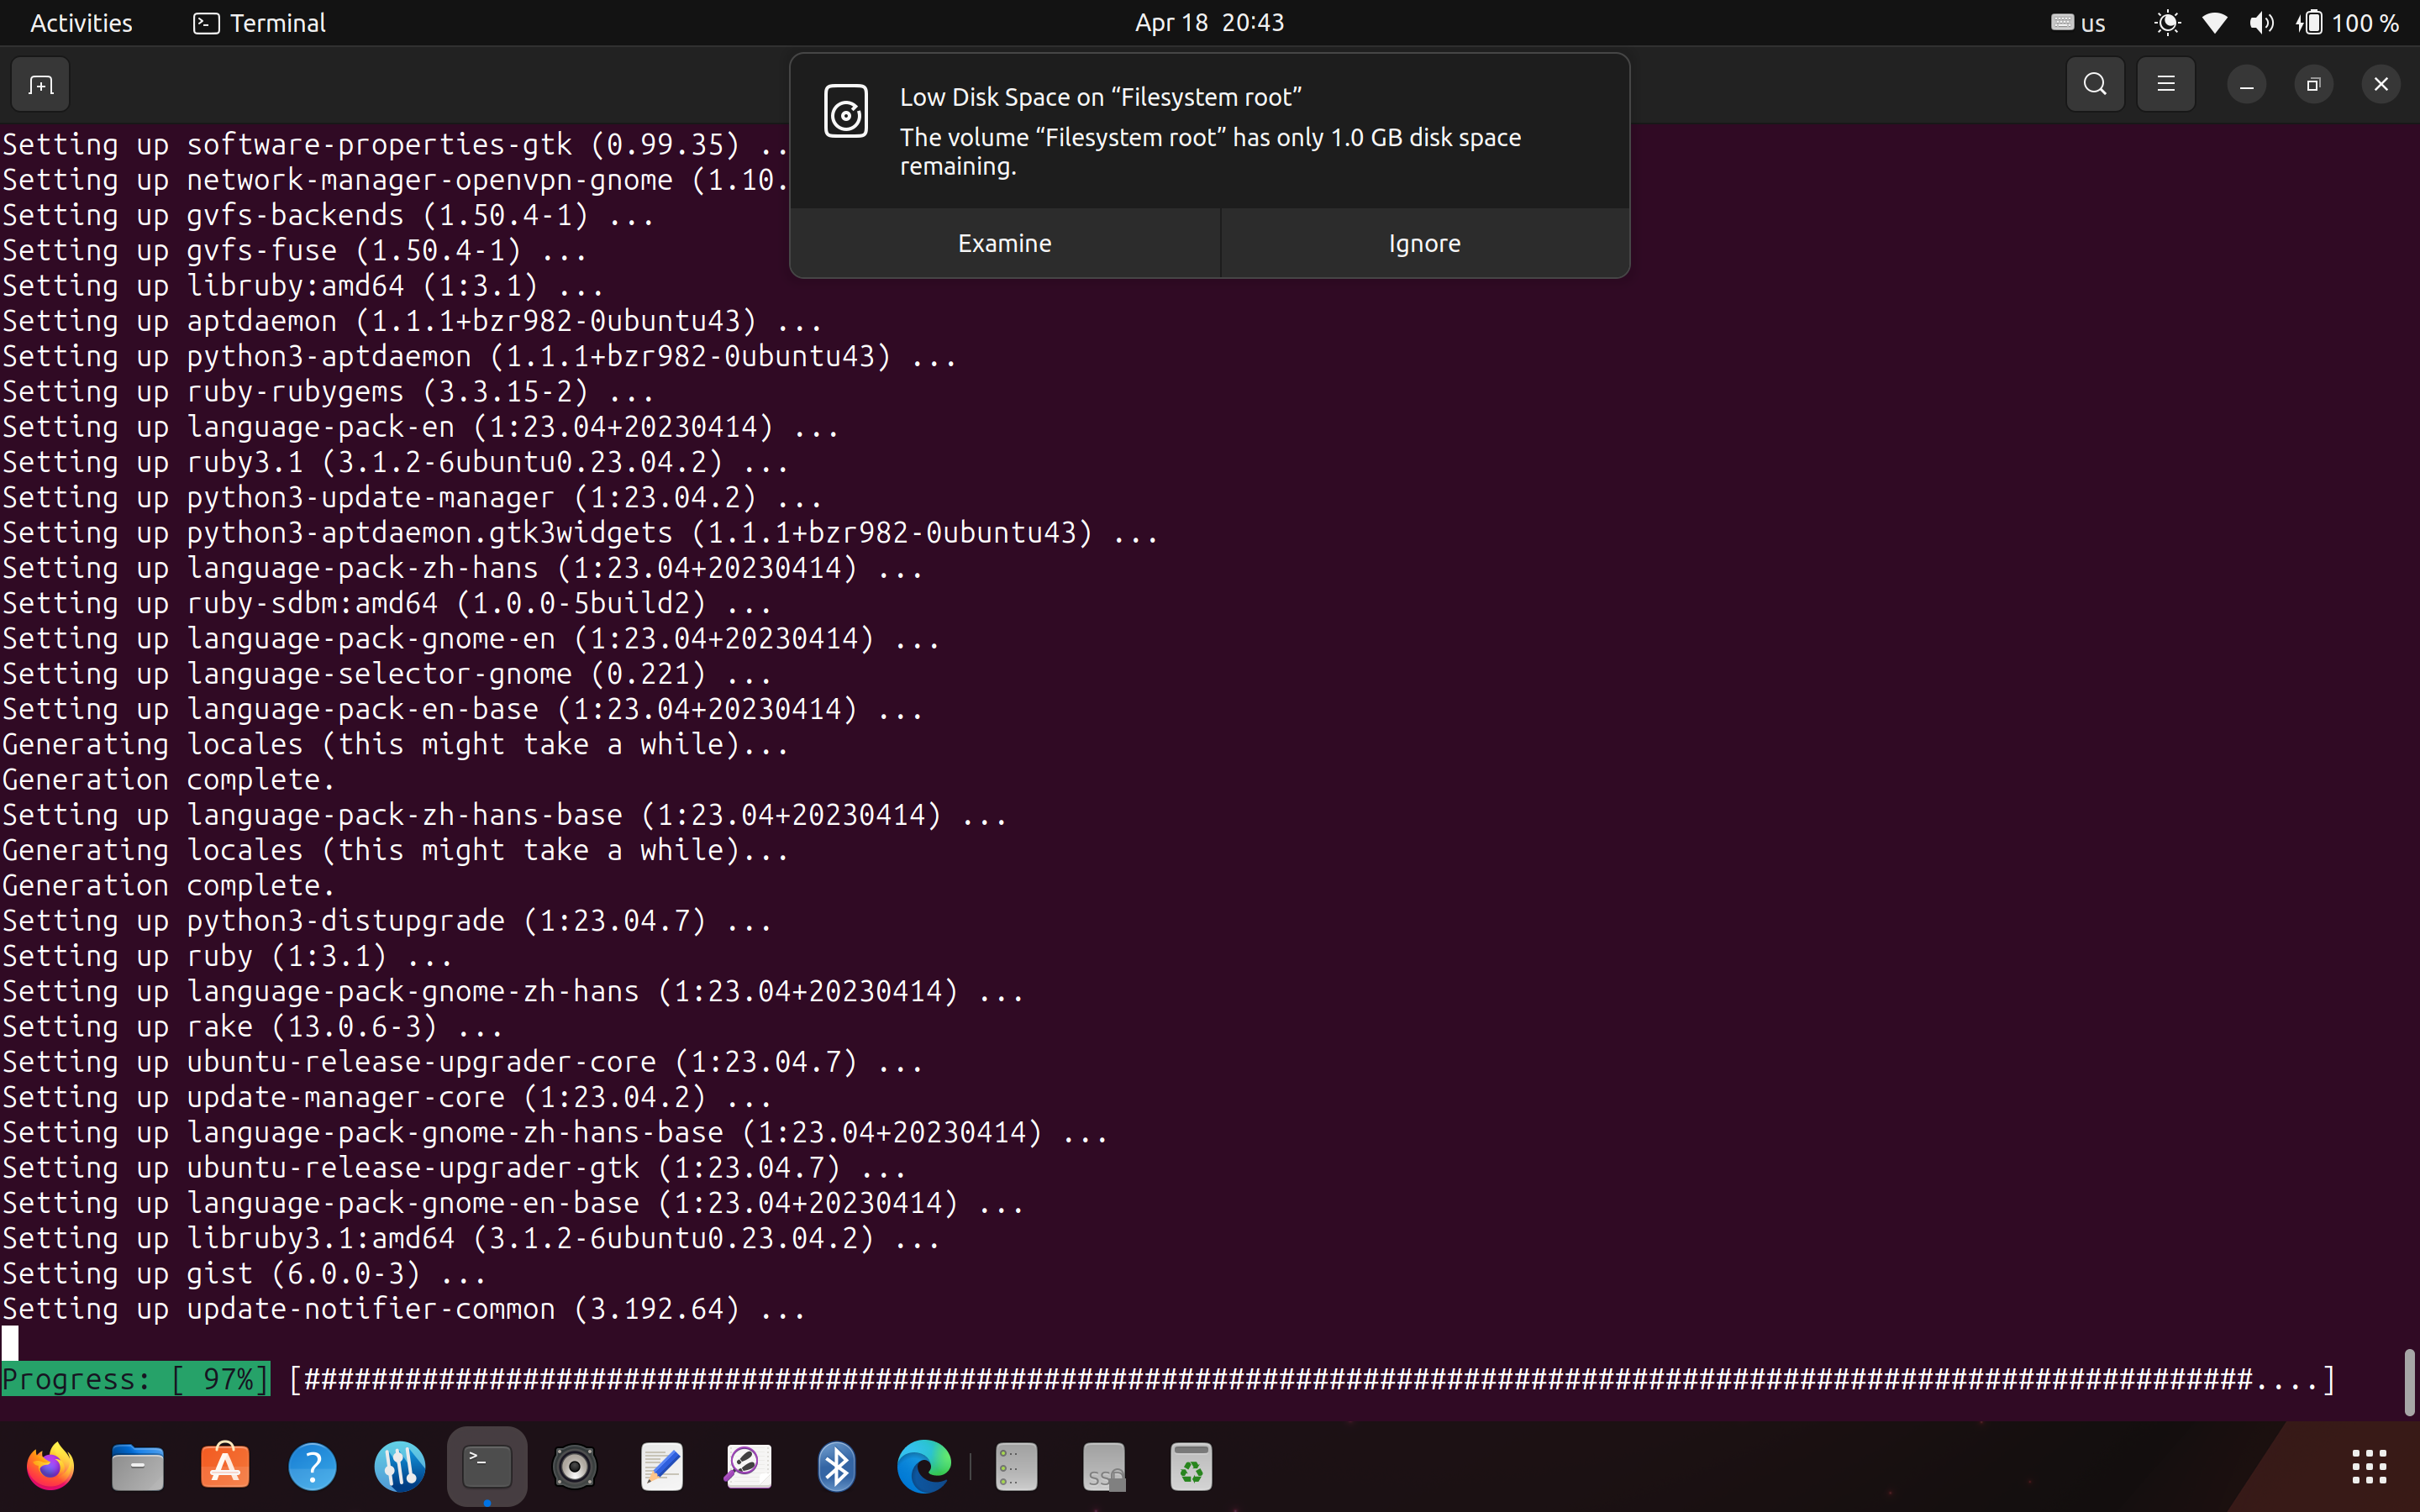 Activities
Terminal
Apr 18 20:43
us
100 %
Low Disk Space on “Filesystem root”
The volume “Filesystem root” has only 1.0 GB disk space
remaining.
Examine
Ignore
Setting up software-properties-gtk (0.99.35) ..
Setting up network-manager-openvpn-gnome (1.10.
Setting up gvfs-backends (1.50.4-1) ...
Setting up gvfs-fuse (1.50.4-1) ...
Setting up libruby:amd64 (1:3.1) ...
Setting up aptdaemon (1.1.1+bzr982-0ubuntu43) ...
Setting up python3-aptdaemon (1.1.1+bzr982-0ubuntu43) ...
Setting up ruby-rubygems (3.3.15-2) ...
Setting up language-pack-en (1:23.04+20230414) ...
Setting up ruby3.1 (3.1.2-6ubuntu0.23.04.2) ...
Setting up python3-update-manager (1:23.04.2) ...
Setting up python3-aptdaemon.gtk3widgets (1.1.1+bzr982-0ubuntu43) ...
Setting up language-pack-zh-hans (1:23.04+20230414) ...
Setting up ruby-sdbm:amd64 (1.0.0-5build2) ...
Setting up language-pack-gnome-en (1:23.04+20230414) ...
Setting up language-selector-gnome (0.221) ...
Setting up language-pack-en-base (1:23.04+20230414) ...
Generating locales (this might take a while)...
Generation complete.
Setting up language-pack-zh-hans-base (1:23.04+20230414) ...
Generating locales (this might take a while)...
Generation complete.
Setting up python3-distupgrade (1:23.04.7) ...
Setting up ruby (1:3.1) ...
Setting up language-pack-gnome-zh-hans (1:23.04+20230414) ...
Setting up rake (13.0.6-3) ...
Setting up ubuntu-release-upgrader-core (1:23.04.7) ...
Setting up update-manager-core (1:23.04.2) ...
Setting up language-pack-gnome-zh-hans-base (1:23.04+20230414) ...
Setting up ubuntu-release-upgrader-gtk (1:23.04.7) ...
Setting up language-pack-gnome-en-base (1:23.04+20230414) ...
Setting up libruby3.1:amd64 (3.1.2-6ubuntu0.23.04.2) ...
Setting up gist (6.0.0-3) ...
Setting up update-notifier-common (3.192.64) ...
Progress: [ 97%] [####################################################################################################################....]
SS